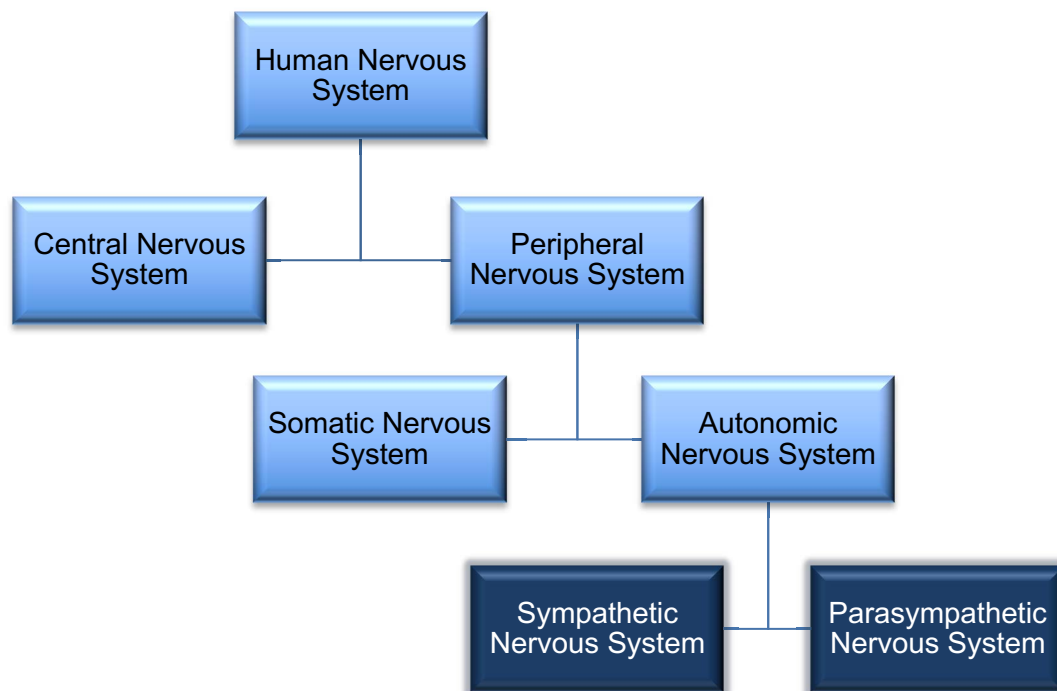 Human Nervous
System
Central Nervous
System
Peripheral
Nervous System
Somatic Nervous
System
Autonomic
Nervous System
Sympathetic
Nervous System
Parasympathetic
Nervous System